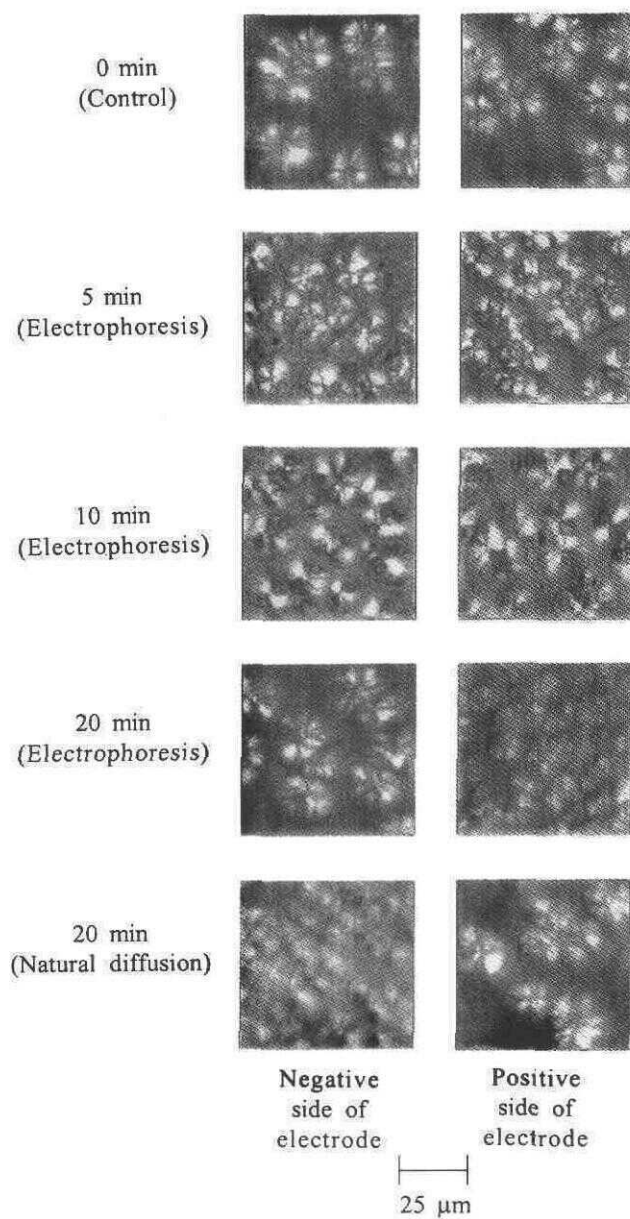 0 min
(Control)
5 min
(Electrophoresis)
10 min
(Electrophoresis)
20 min
(Electrophoresis)
20 min
(Natural diffusion)
Negative
side of
electrode
Positive
side of
electrode
25 μm